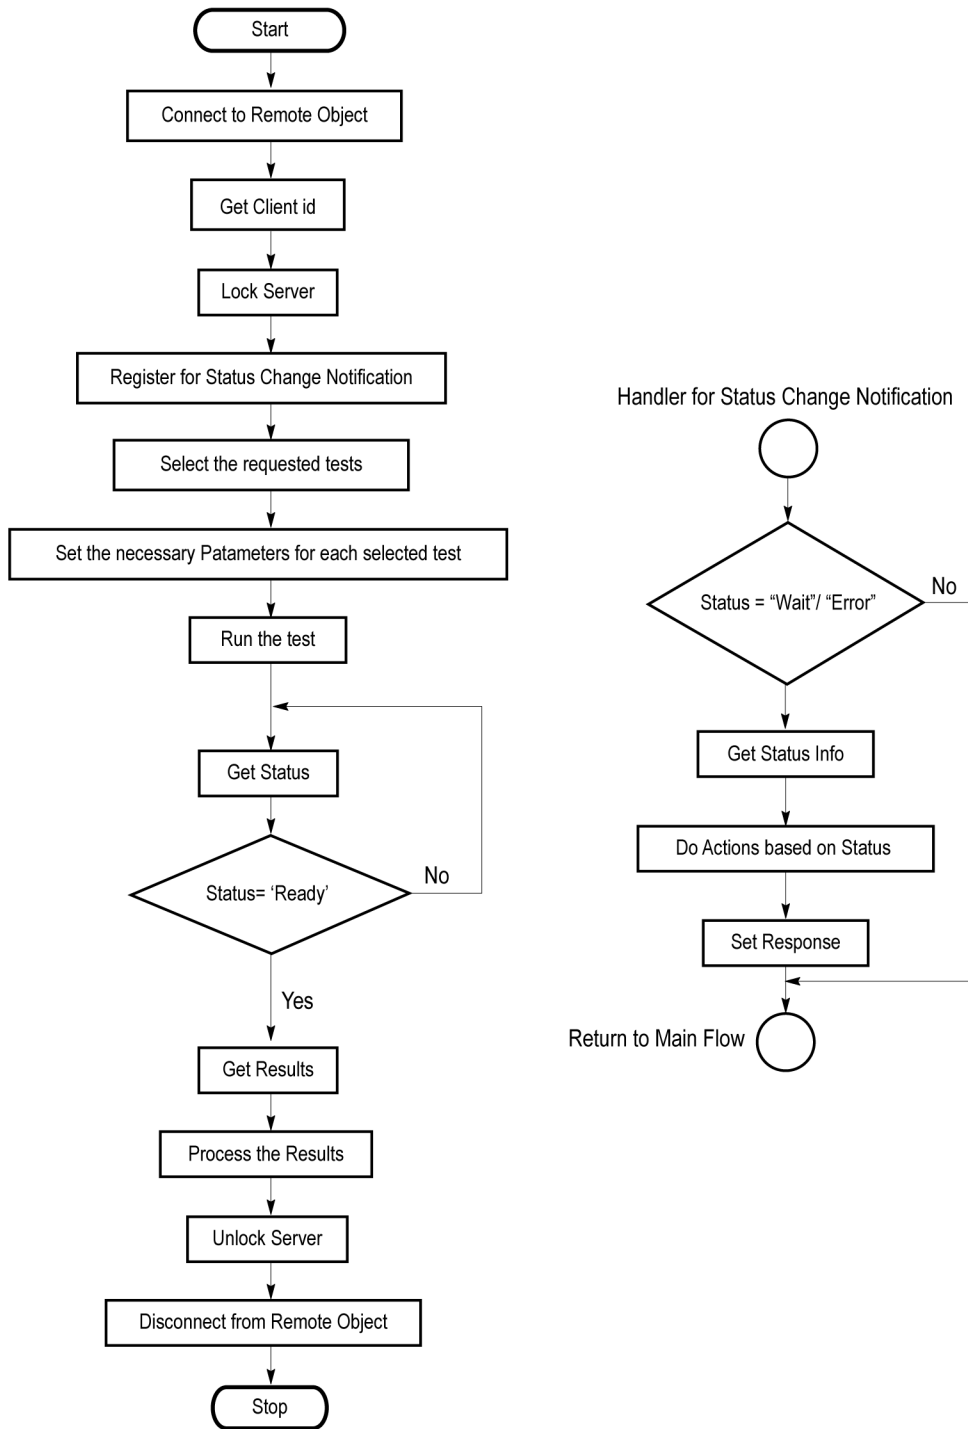 Start
Connect to Remote Object
Get Client id
Lock Server
Register for Status Change Notification
Select the requested tests
Set the necessary Patameters for each selected test
Run the test
Get Status
Status= ‘Ready’
No
Yes
Get Results
Process the Results
Unlock Server
Disconnect from Remote Object
Stop
Handler for Status Change Notification
Status = “Wait”/ “Error”
No
Get Status Info
Do Actions based on Status
Set Response
Return to Main Flow